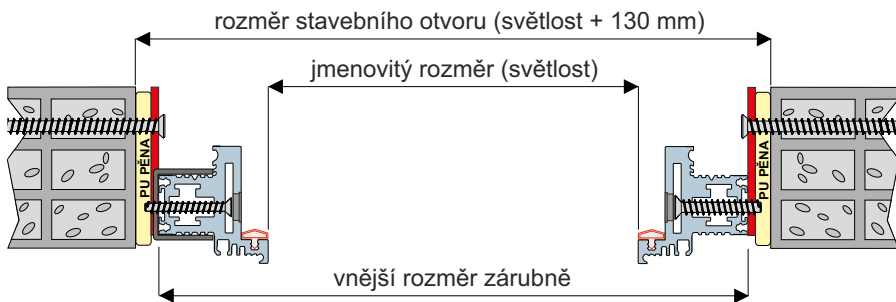 rozměr stavebního otvoru (světlost + 130 mm)
jmenovitý rozměr (světlost)
PU PĚNA
PU PĚNA
vnější rozměr zárubně